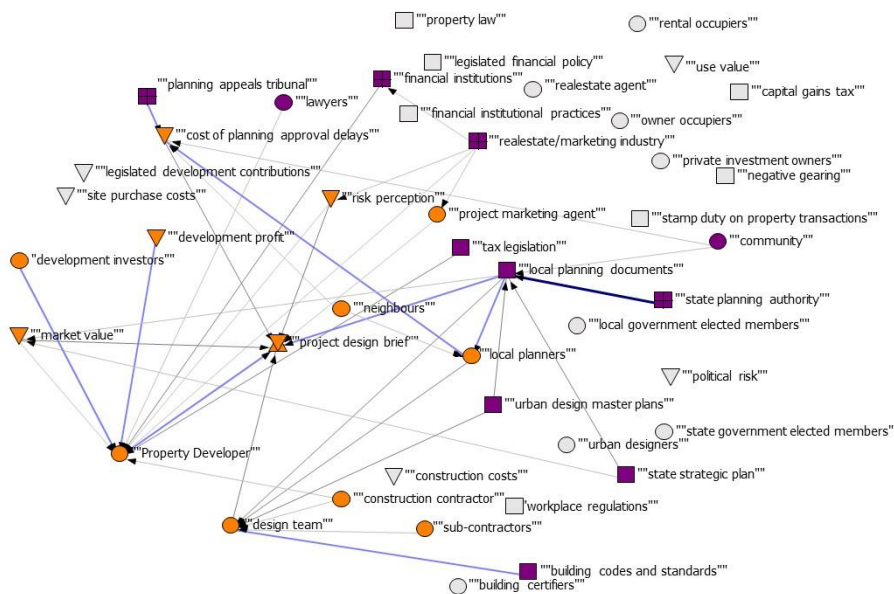 ""property law""
""rental occupiers""
""legislated financial policy""
""use value""
""planning appeals tribunal""
""financial institutions""
""realestate agent""
""capital gains tax""
""lawyers""
""financial institutional practices""
""owner occupiers""
""cost of planning approval delays""
""realestate/marketing industry""
""private investment owners""
""legislated development contributions""
""negative gearing""
""site purchase costs""
""risk perception""
""project marketing agent""
""stamp duty on property transactions""
""development profit""
""tax legislation""
""community""
"development investors""
""local planning documents""
""neighbours""
""state planning authority""
""market value""
""project design brief""
""local government elected members""
""local planners""
""political risk""
""urban design master plans""
""state government elected members""
""urban designers""
""Property Developer""
""construction costs""
""state strategic plan""
""construction contractor""
""workplace regulations""
""design team""
""sub-contractors""
""building codes and standards""
""building certifiers""